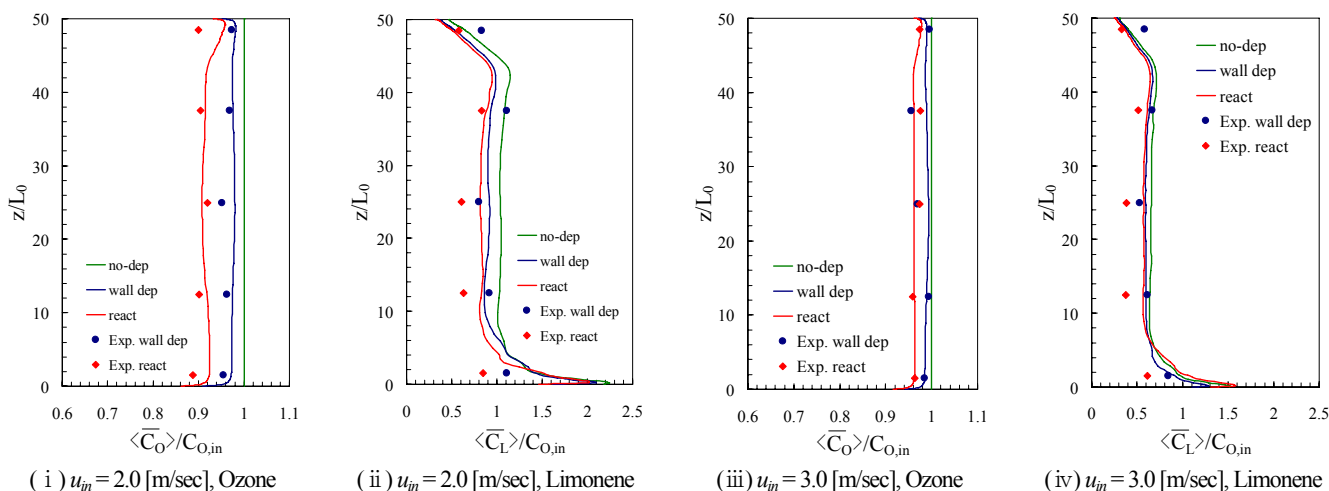 50
40
30
20
10
0
z/L0
no-dep
wall dep
react
Exp. wall dep
Exp. react
0.6 0.7 0.8 0.9 1 1.1
<C̅O>/CO,in
( i ) uin = 2.0 [m/sec], Ozone
50
40
30
20
10
0
z/L0
no-dep
wall dep
react
Exp. wall dep
Exp. react
0 0.5 1 1.5 2 2.5
<C̅L>/CO,in
( ii ) uin = 2.0 [m/sec], Limonene
50
40
30
20
10
0
z/L0
no-dep
wall dep
react
Exp. wall dep
Exp. react
0.6 0.7 0.8 0.9 1 1.1
<C̅O>/CO,in
(iii) uin = 3.0 [m/sec], Ozone
50
40
30
20
10
0
z/L0
no-dep
wall dep
react
Exp. wall dep
Exp. react
0 0.5 1 1.5 2 2.5
<C̅L>/CO,in
(iv) uin = 3.0 [m/sec], Limonene